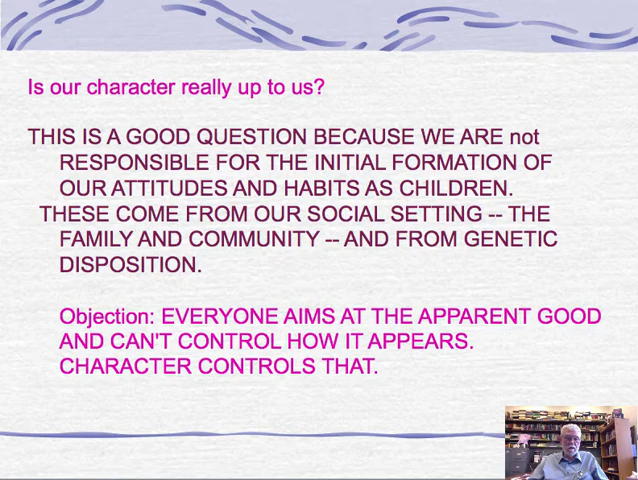 Is our character really up to us?
THIS IS A GOOD QUESTION BECAUSE WE ARE not
RESPONSIBLE FOR THE INITIAL FORMATION OF
OUR ATTITUDES AND HABITS AS CHILDREN.
THESE COME FROM OUR SOCIAL SETTING -- THE
FAMILY AND COMMUNITY -- AND FROM GENETIC
DISPOSITION.
Objection: EVERYONE AIMS AT THE APPARENT GOOD
AND CAN'T CONTROL HOW IT APPEARS.
CHARACTER CONTROLS THAT.